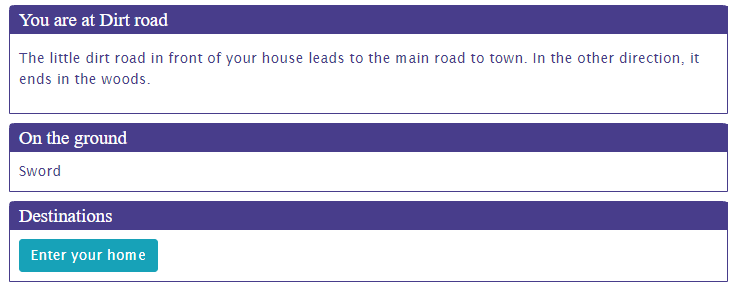 You are at Dirt road
The little dirt road in front of your house leads to the main road to town. In the other direction, it
ends in the woods.
On the ground
Sword
Destinations
Enter your home